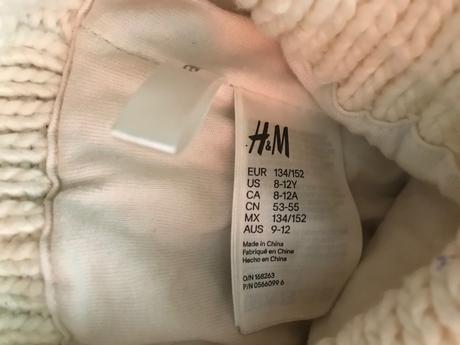 H&M
EUR 134/152
US 8-12Y
CA 8-12A
CN 53-55
MX 134/152
AUS 9-12
Made in China
Fabriqué en China
Hecho en China
O/N 168263
P/N 0566099 6